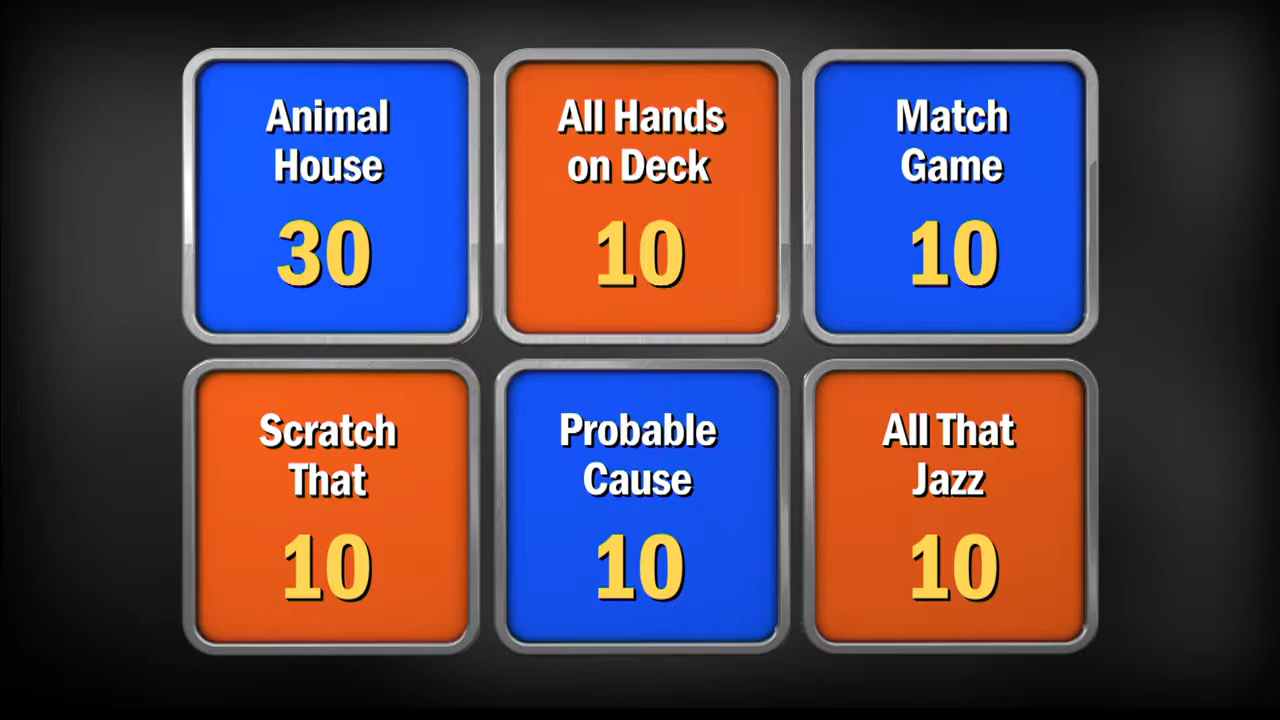 Animal
House
30
All Hands
on Deck
10
Match
Game
10
Scratch
That
10
Probable
Cause
10
All That
Jazz
10